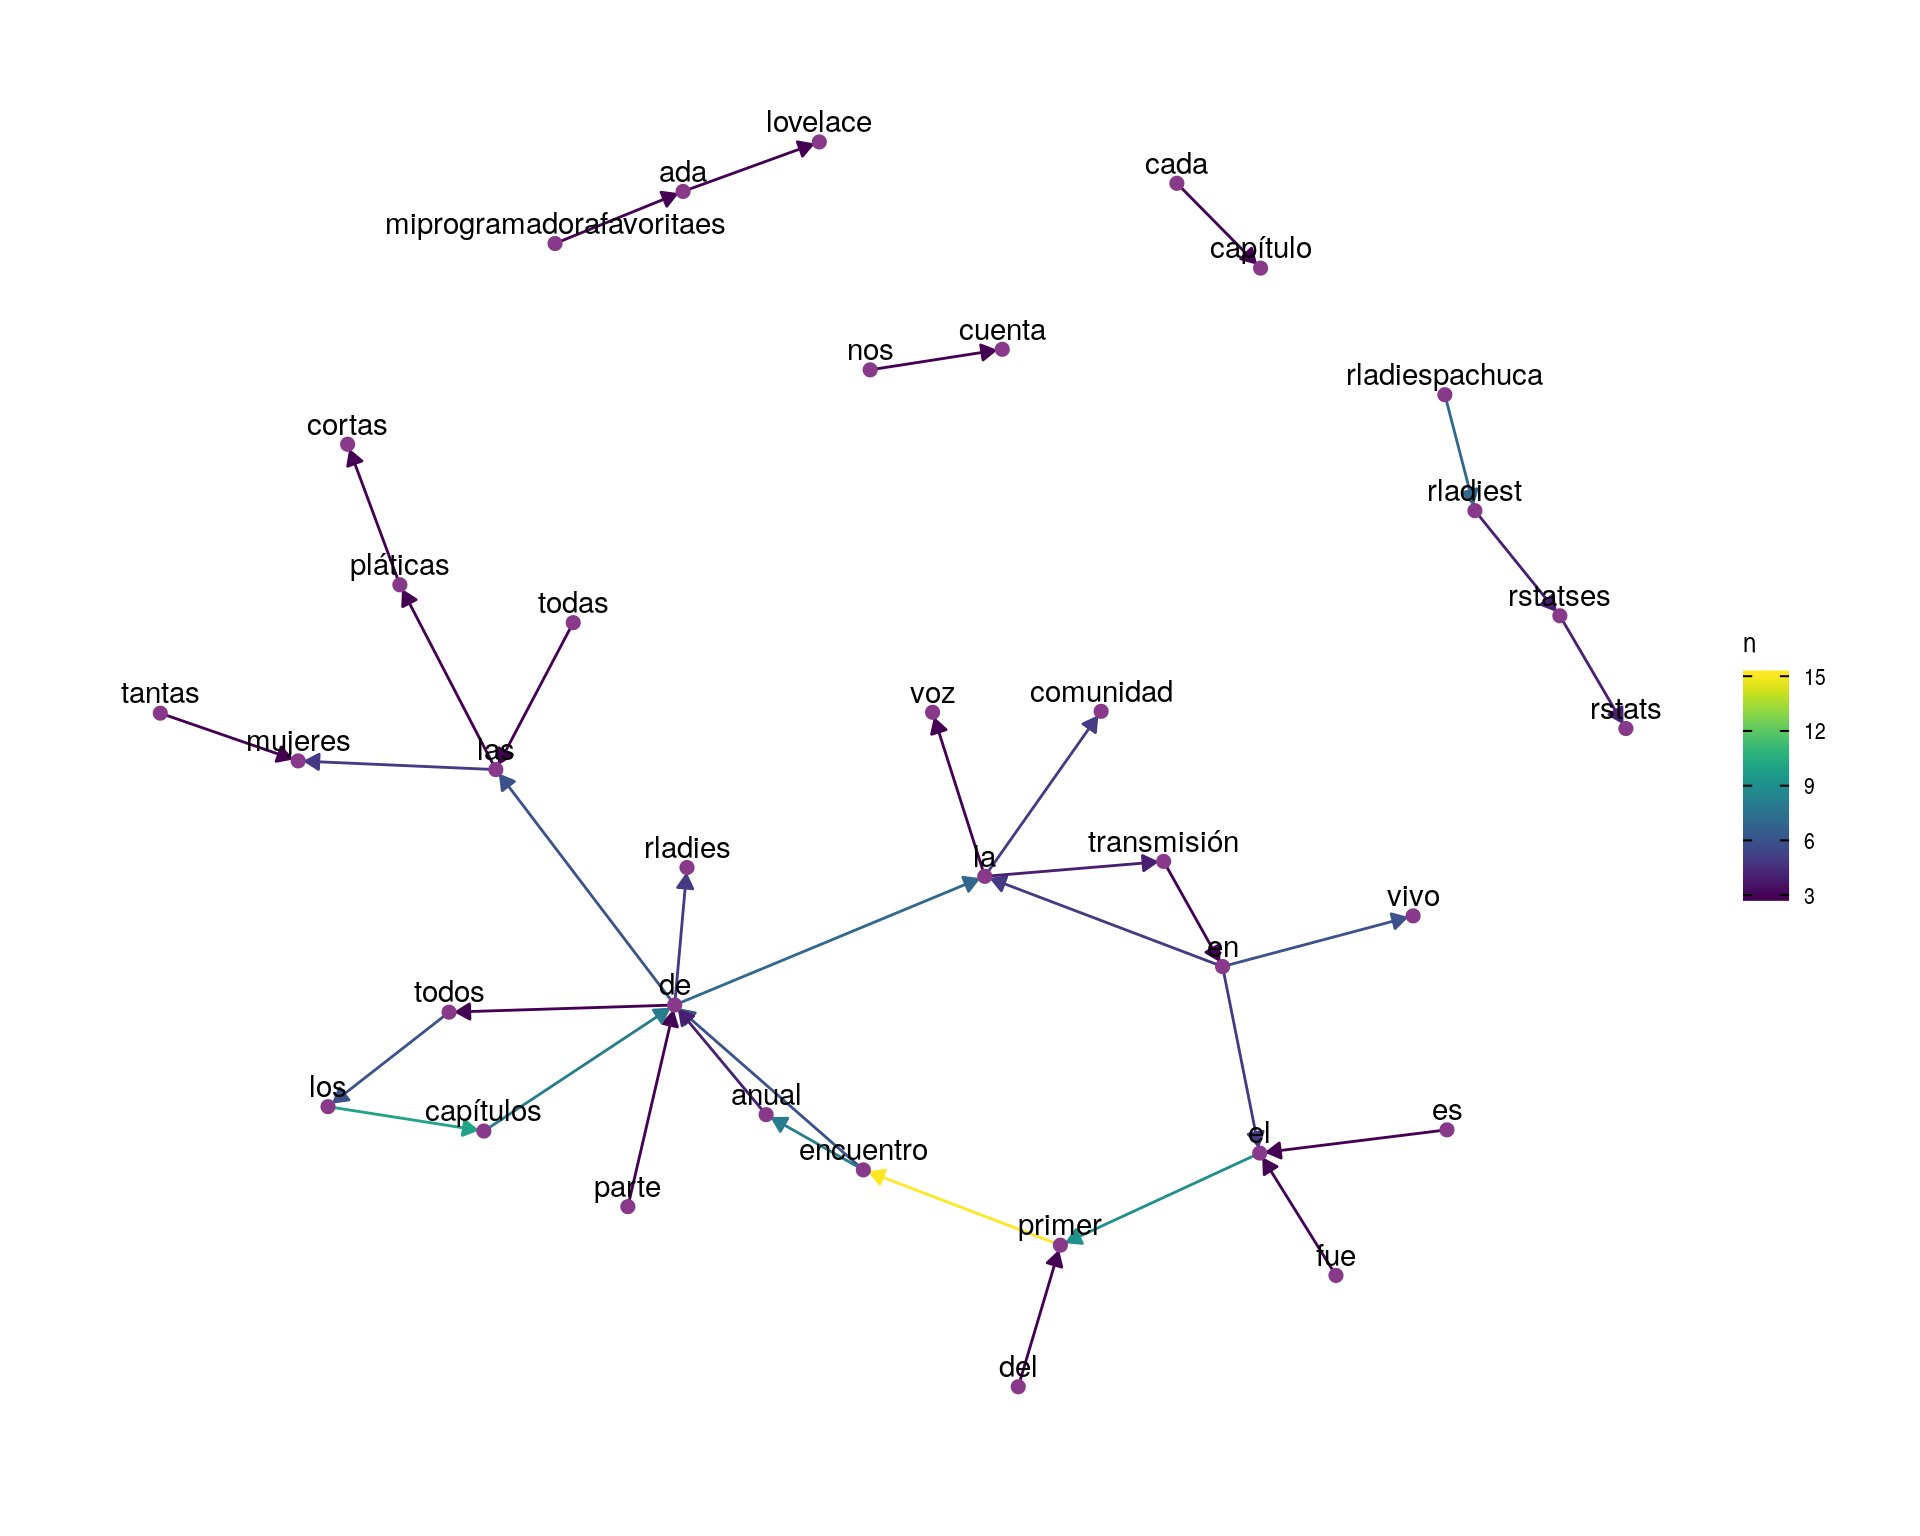 lovelace
cada
ada
miprogramadorafavoritaes
capítulo
cuenta
nos
rladiespachuca
cortas
rladiest
pláticas
rstatses
todas
n
15
voz
comunidad
tantas
rstats
12
mujeres
las
9
transmisión
6
rladies
la
vivo
3
en
de
todos
los
anual
capítulos
es
el
encuentro
parte
primer
fue
del